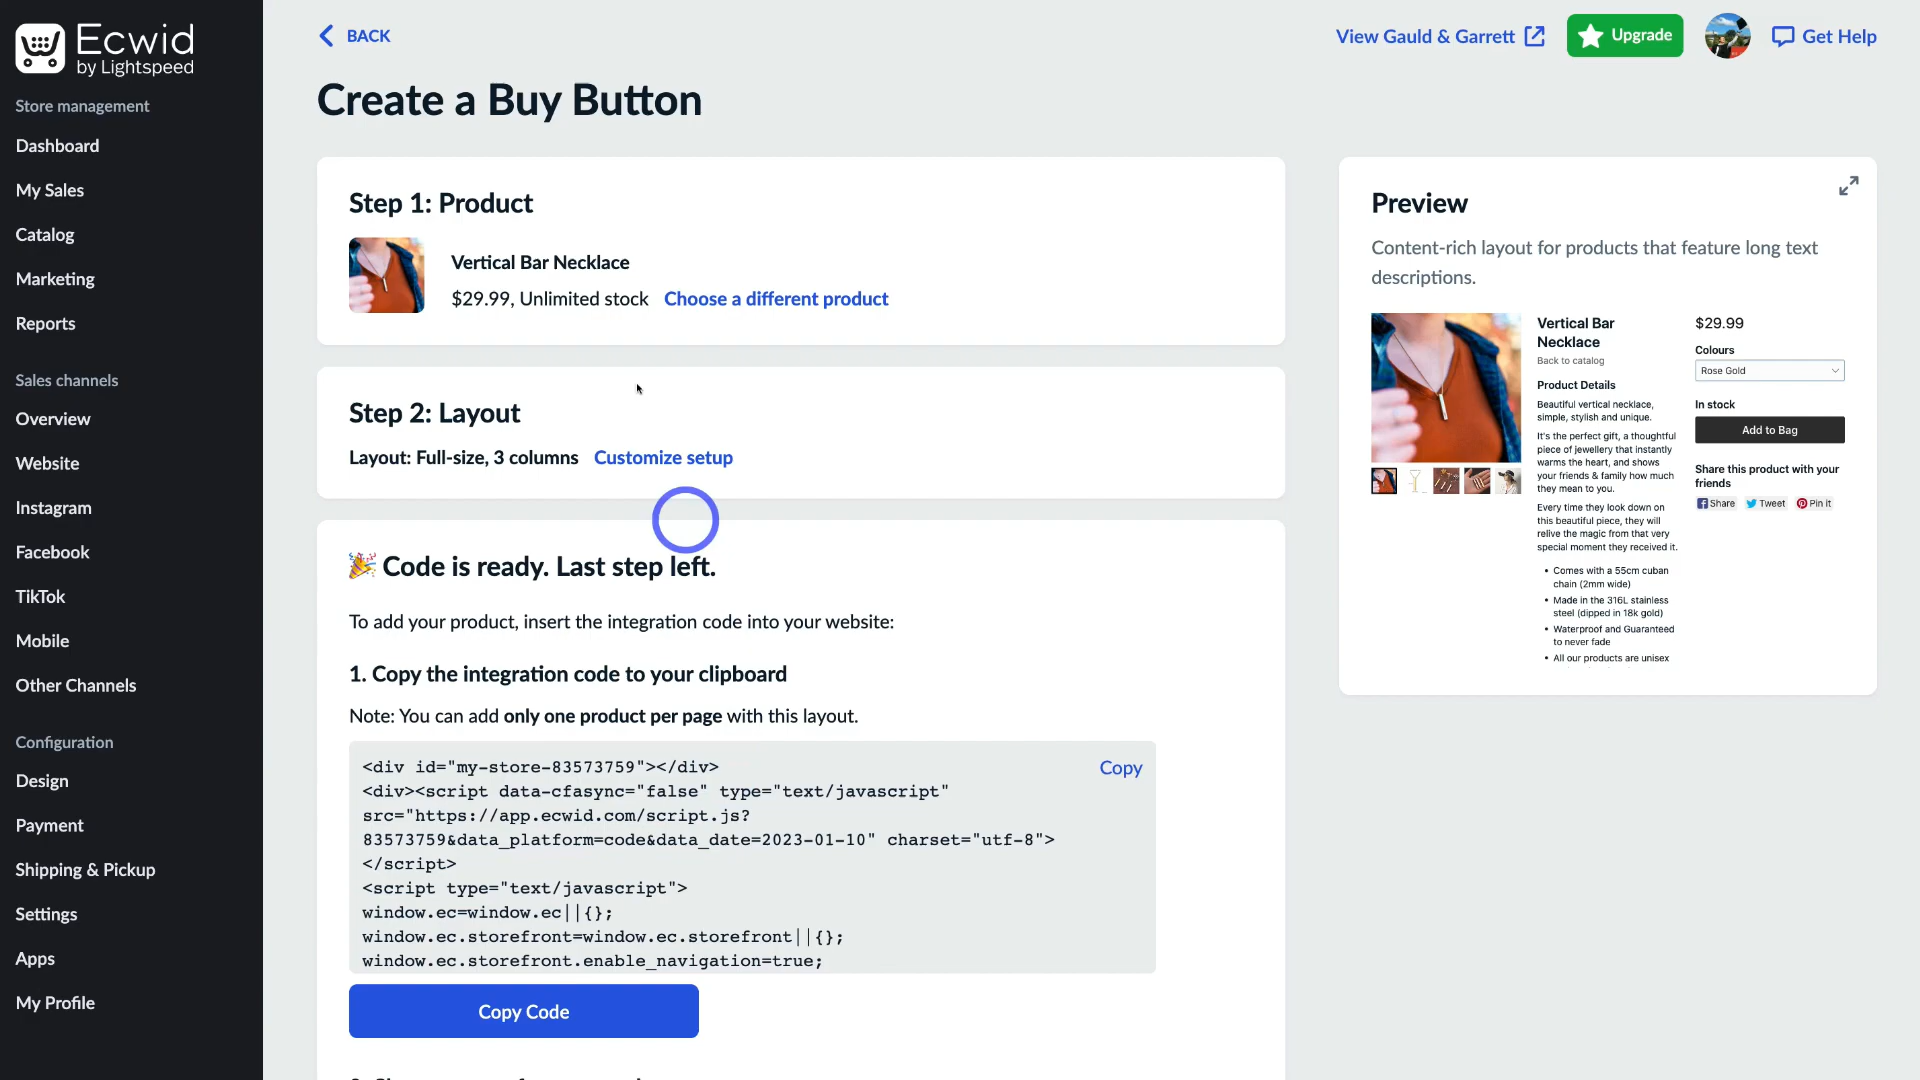 Ecwid
by Lightspeed
Store management
Dashboard
My Sales
Catalog
Marketing
Reports
Sales channels
Overview
Website
Instagram
Facebook
TikTok
Mobile
Other Channels
Configuration
Design
Payment
Shipping & Pickup
Settings
Apps
My Profile
BACK
View Gauld & Garrett
Upgrade
Get Help
Create a Buy Button
Step 1: Product
Vertical Bar Necklace
$29.99, Unlimited stock Choose a different product
Step 2: Layout
Layout: Full-size, 3 columns Customize setup
🎉 Code is ready. Last step left.
To add your product, insert the integration code into your website:
1. Copy the integration code to your clipboard
Note: You can add only one product per page with this layout.
Copy
<div id="my-store-83573759"></div>
<div><script data-cfasync="false" type="text/javascript"
src="https://app.ecwid.com/script.js?
83573759&data_platform=code&data_date=2023-01-10" charset="utf-8">
</script>
<script type="text/javascript">
window.ec=window.ec||{};
window.ec.storefront=window.ec.storefront||{};
window.ec.storefront.enable_navigation=true;
Copy Code
Preview
Content-rich layout for products that feature long text
descriptions.
Vertical Bar
Necklace
Back to catalog
Product Details
Beautiful vertical necklace,
simple, stylish and unique.
It's the perfect gift, a thoughtful
piece of jewellery that instantly
warms the heart, and shows
your friends & family how much
they mean to you.
Every time they look down on
this beautiful piece, they will
relive the magic from that very
special moment they received it.
• Comes with a 55cm cuban
chain (2mm wide)
• Made in the 316L stainless
steel (dipped in 18k gold)
• Waterproof and Guaranteed
to never fade
• All our products are unisex
$29.99
Colours
Rose Gold
In stock
Add to Bag
Share this product with your
friends
Share Tweet Pin it